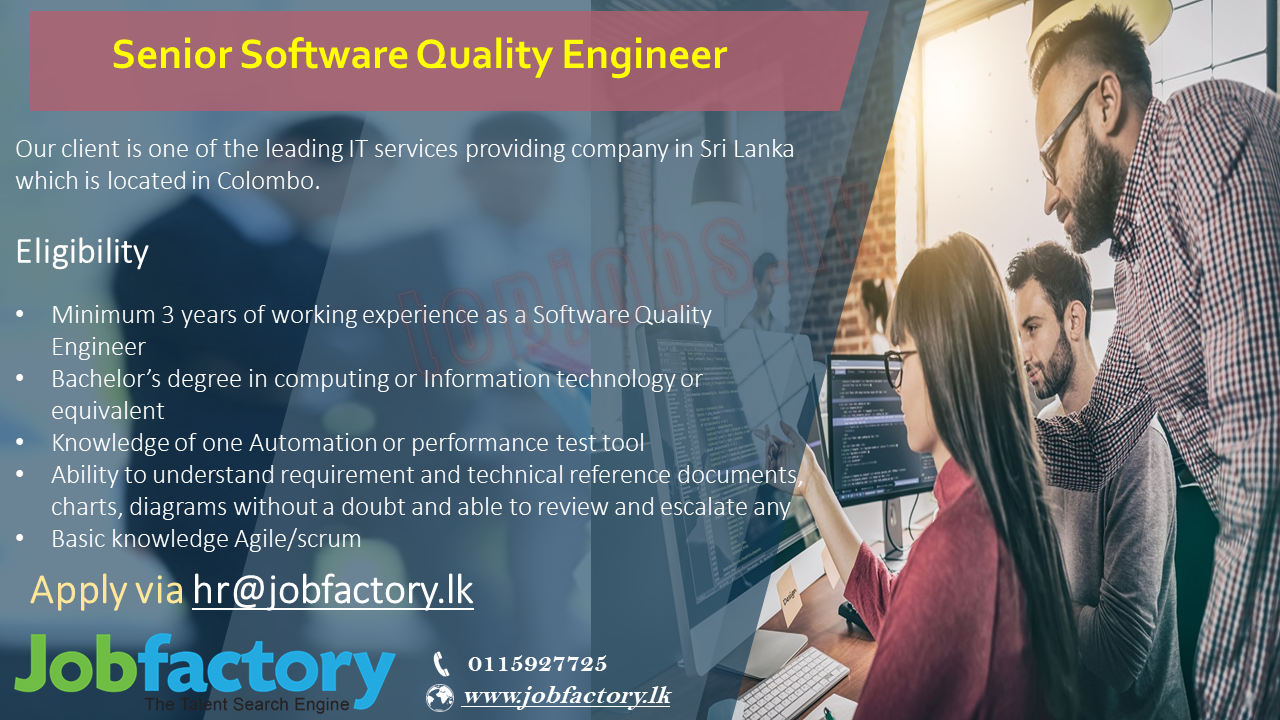 Senior Software Quality Engineer
Our client is one of the leading IT services providing company in Sri Lanka
which is located in Colombo.
Eligibility
• Minimum 3 years of working experience as a Software Quality
Engineer
• Bachelor’s degree in computing or Information technology or
equivalent
• Knowledge of one Automation or performance test tool
• Ability to understand requirement and technical reference documents,
charts, diagrams without a doubt and able to review and escalate any
• Basic knowledge Agile/scrum
Apply via hr@jobfactory.lk
Jobfactory
The Talent Search Engine
0115927725
www.jobfactory.lk
topjobs.lk
Design